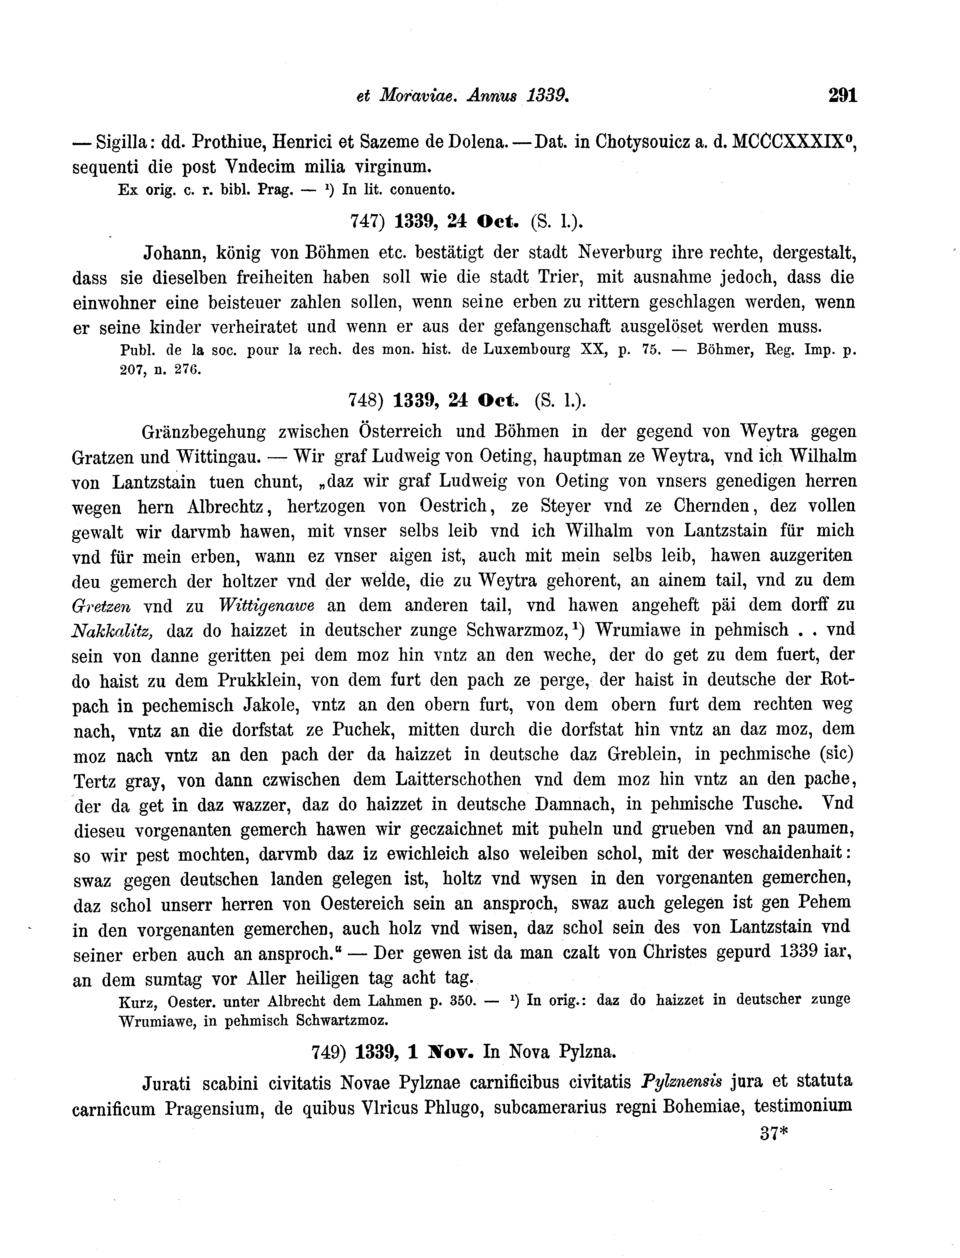 et Moraviae. Annus 1339. 291
— Sigilla: dd. Prothiue, Henrici et Sazeme de Dolena. — Dat. in Chotysouicz a. d. MCCCXXXIX⁰,
sequenti die post Vndecim milia virginum.
Ex orig. c. r. bibl. Prag. — ¹) In lit. conuento.
747) 1339, 24 Oct. (S. l.).
Johann, könig von Böhmen etc. bestätigt der stadt Neverburg ihre rechte, dergestalt,
dass sie dieselben freiheiten haben soll wie die stadt Trier, mit ausnahme jedoch, dass die
einwohner eine beisteuer zahlen sollen, wenn seine erben zu rittern geschlagen werden, wenn
er seine kinder verheiratet und wenn er aus der gefangenschaft ausgelöset werden muss.
Publ. de la soc. pour la rech. des mon. hist. de Luxembourg XX, p. 75. — Böhmer, Reg. Imp. p.
207, n. 276.
748) 1339, 24 Oct. (S. l.).
Gränzbegehung zwischen Österreich und Böhmen in der gegend von Weytra gegen
Gratzen und Wittingau. — Wir graf Ludweig von Oeting, hauptman ze Weytra, vnd ich Wilhalm
von Lantzstain tuen chunt, „daz wir graf Ludweig von Oeting von vnsers genedigen herren
wegen hern Albrechtz, hertzogen von Oestrich, ze Steyer vnd ze Chernden, dez vollen
gewalt wir darvmb hawen, mit vnser selbs leib vnd ich Wilhalm von Lantzstain für mich
vnd für mein erben, wann ez vnser aigen ist, auch mit mein selbs leib, hawen auzgeriten
deu gemerch der holtzer vnd der welde, die zu Weytra gehorent, an ainem tail, vnd zu dem
Gretzen vnd zu Wittigenawe an dem anderen tail, vnd hawen angeheft päi dem dorff zu
Nakkalitz, daz do haizzet in deutscher zunge Schwarzmoz,¹) Wrumiawe in pehmisch . . vnd
sein von danne geritten pei dem moz hin vntz an den weche, der do get zu dem fuert, der
do haist zu dem Prukklein, von dem furt den pach ze perge, der haist in deutsche der Rot-
pach in pechemisch Jakole, vntz an den obern furt, von dem obern furt dem rechten weg
nach, vntz an die dorfstat ze Puchek, mitten durch die dorfstat hin vntz an daz moz, dem
moz nach vntz an den pach der da haizzet in deutsche daz Greblein, in pechmische (sic)
Tertz gray, von dann czwischen dem Laitterschothen vnd dem moz hin vntz an den pache,
der da get in daz wazzer, daz do haizzet in deutsche Damnach, in pehmische Tusche. Vnd
dieseu vorgenanten gemerch hawen wir geczaichnet mit puheln und grueben vnd an paumen,
so wir pest mochten, darvmb daz iz ewichleich also weleiben schol, mit der weschaidenhait:
swaz gegen deutschen landen gelegen ist, holtz vnd wysen in den vorgenanten gemerchen,
daz schol unserr herren von Oestereich sein an ansproch, swaz auch gelegen ist gen Pehem
in den vorgenanten gemerchen, auch holz vnd wisen, daz schol sein des von Lantzstain vnd
seiner erben auch an ansproch.“ — Der gewen ist da man czalt von Christes gepurd 1339 iar,
an dem sumtag vor Aller heiligen tag acht tag.
Kurz, Oester. unter Albrecht dem Lahmen p. 350. — ¹) In orig.: daz do haizzet in deutscher zunge
Wrumiawe, in pehmisch Schwartzmoz.
749) 1339, 1 Nov. In Nova Pylzna.
Jurati scabini civitatis Novae Pylznae carnificibus civitatis Pylznensis jura et statuta
carnificum Pragensium, de quibus Vlricus Phlugo, subcamerarius regni Bohemiae, testimonium
37*